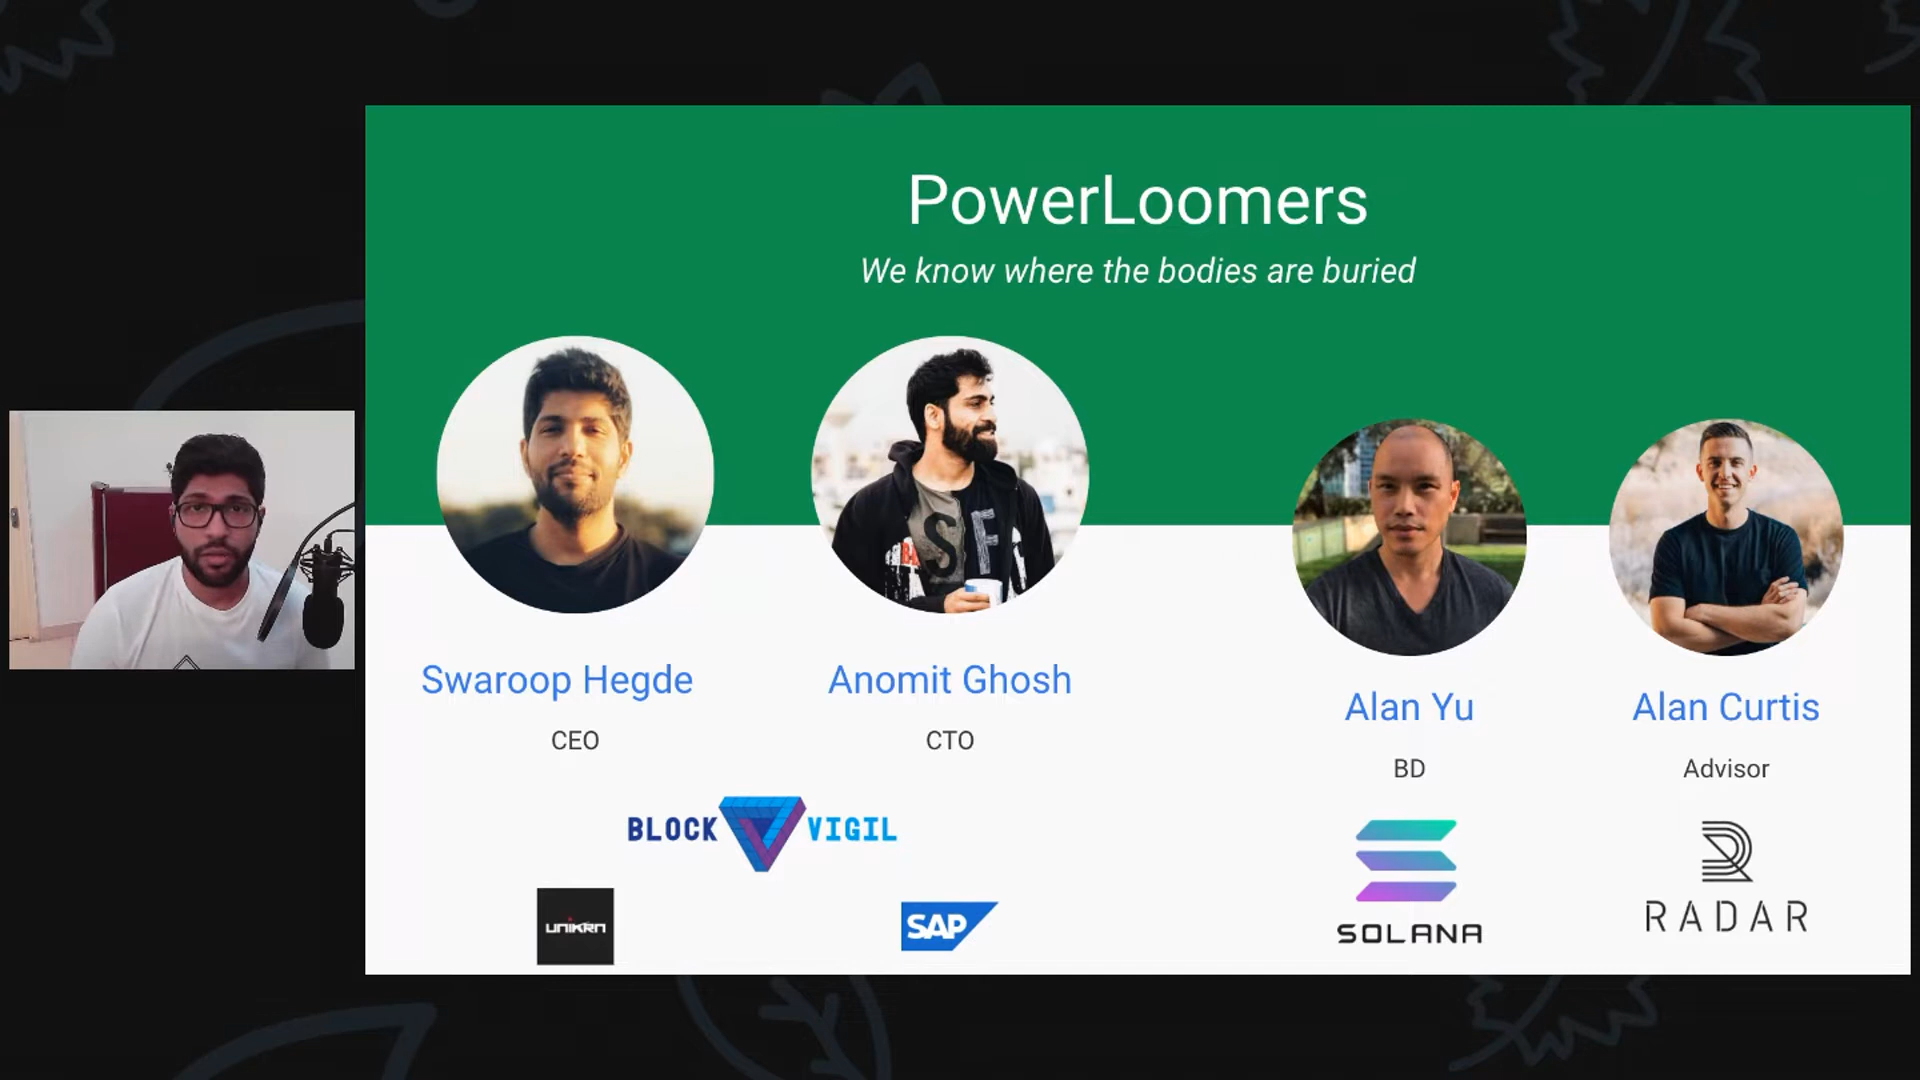 PowerLoomers
We know where the bodies are buried
SF
Swaroop Hegde
Anomit Ghosh
Alan Yu
Alan Curtis
CEO
CTO
BD
Advisor
BLOCK VIGIL
unikrn
SAP
SOLANA
RADAR